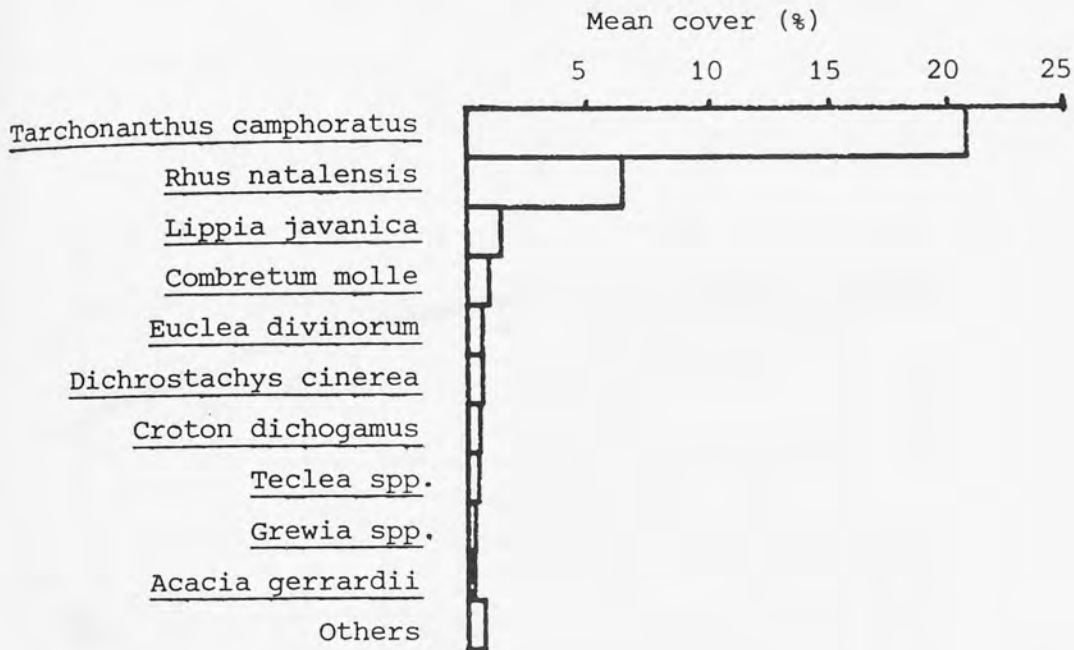 Mean cover (%)
5 10 15 20 25
Tarchonanthus camphoratus
Rhus natalensis
Lippia javanica
Combretum molle
Euclea divinorum
Dichrostachys cinerea
Croton dichogamus
Teclea spp.
Grewia spp.
Acacia gerrardii
Others